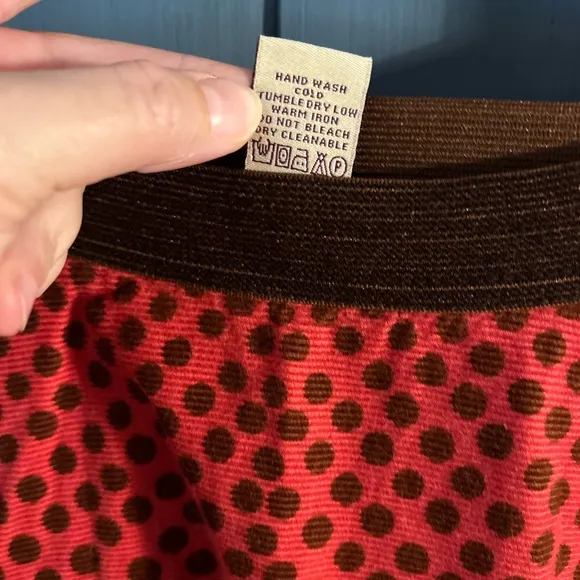 HAND WASH
COLD
TUMBLE DRY LOW
WARM IRON
DO NOT BLEACH
DRY CLEANABLE
W P